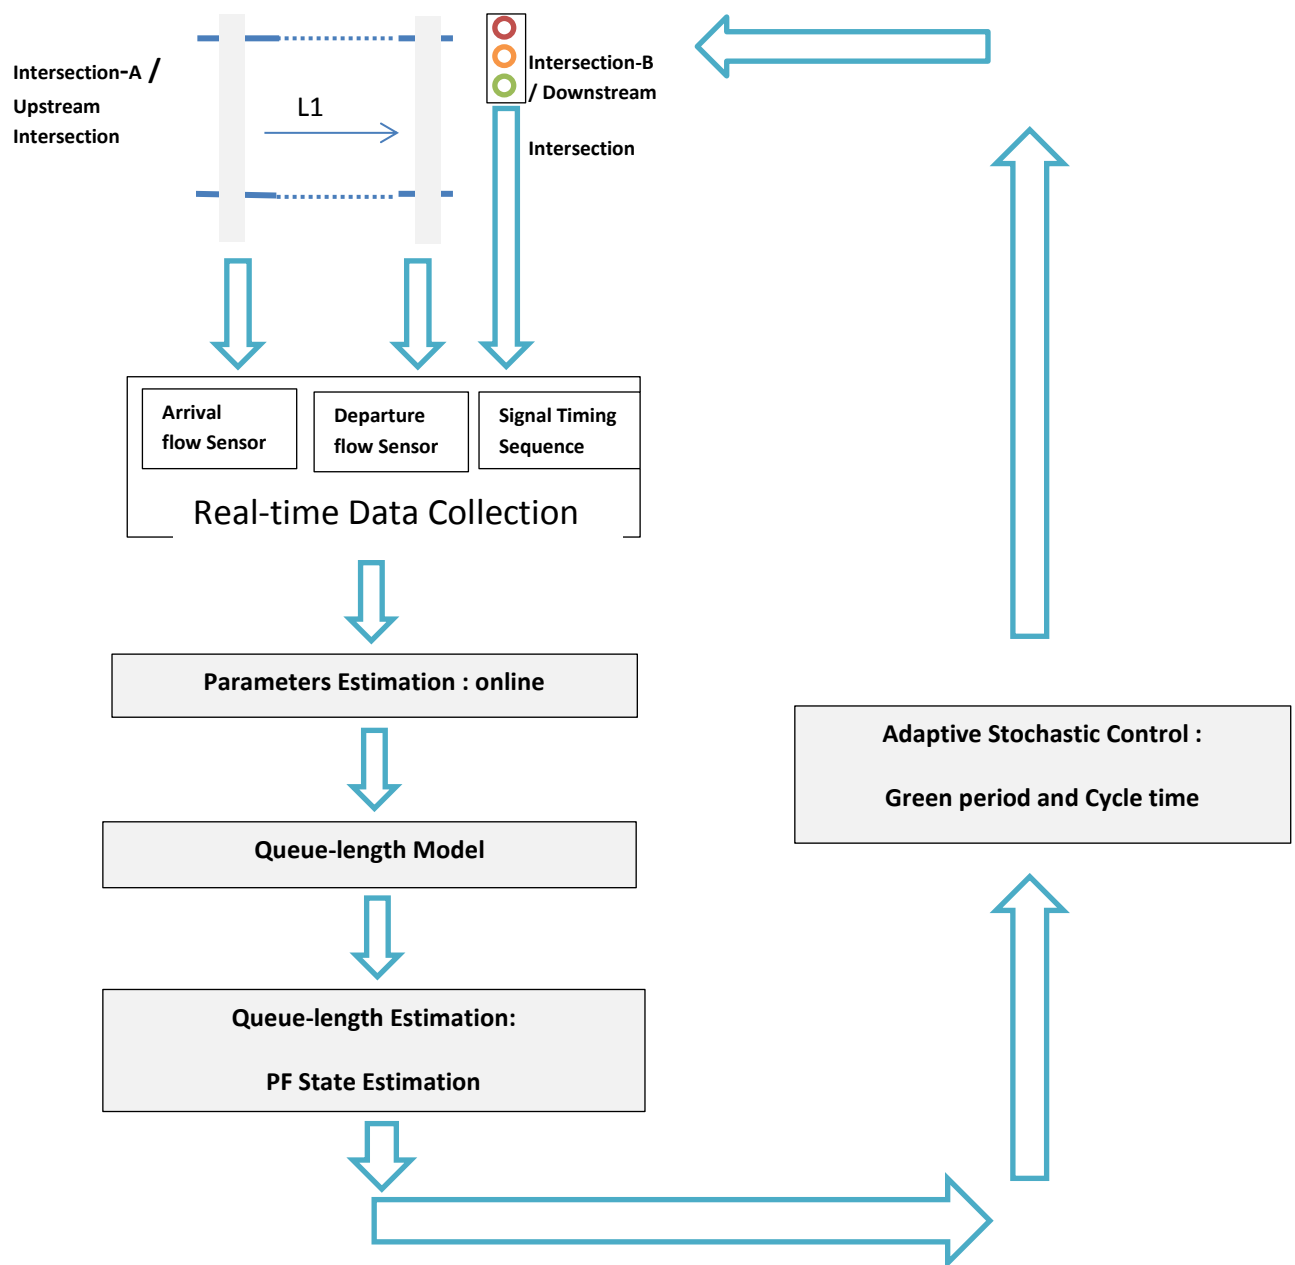 Intersection-A /
Upstream
Intersection
L1
Intersection-B
/ Downstream
Intersection
Arrival
flow Sensor
Departure
flow Sensor
Signal Timing
Sequence
Real-time Data Collection
Parameters Estimation : online
Queue-length Model
Queue-length Estimation:
PF State Estimation
Adaptive Stochastic Control :
Green period and Cycle time